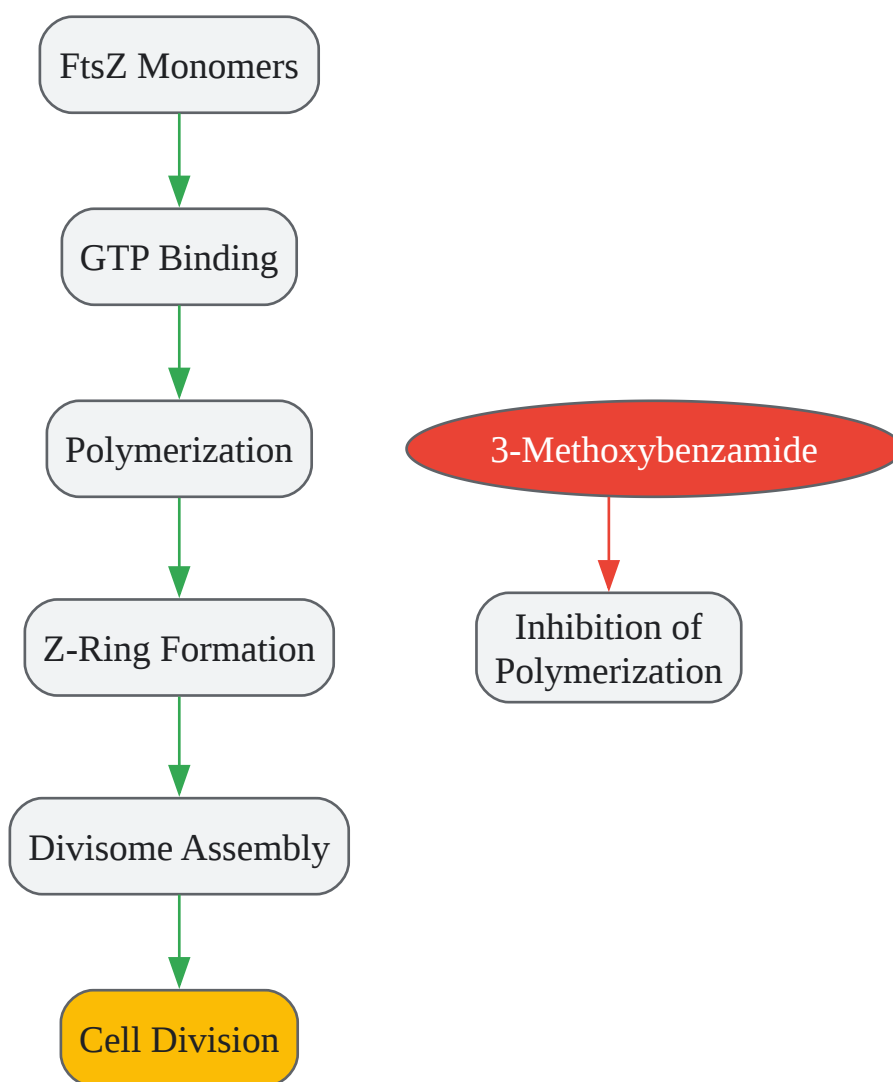 FtsZ Monomers
GTP Binding
Polymerization
3-Methoxybenzamide
Z-Ring Formation
Inhibition of
Polymerization
Divisome Assembly
Cell Division